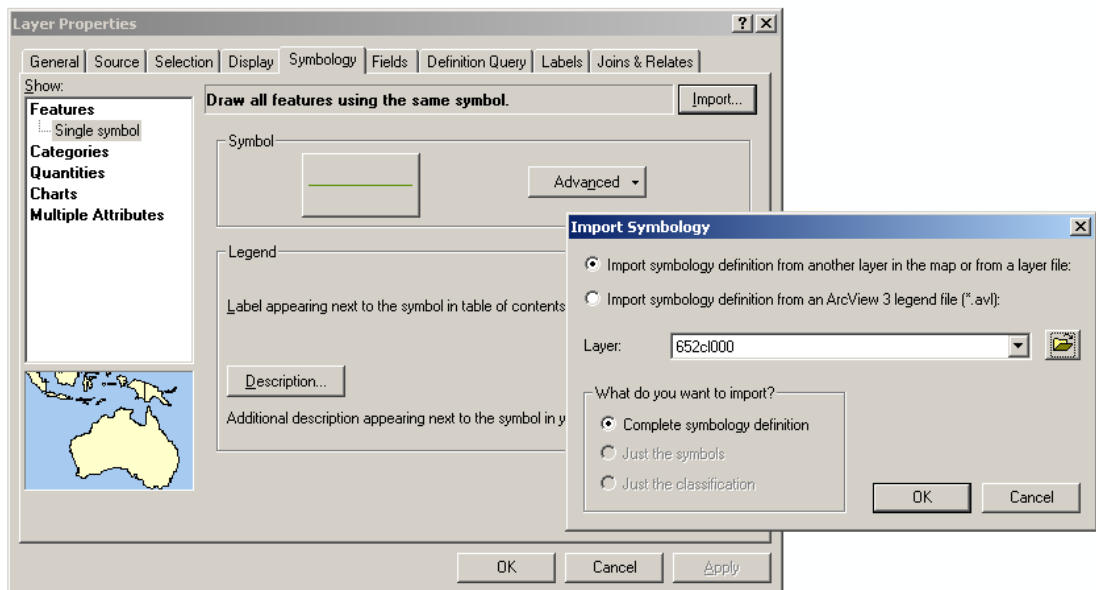 Layer Properties
General Source Selection Display Symbology Fields Definition Query Labels Joins & Relates
Show:
Features
Single symbol
Categories
Quantities
Charts
Multiple Attributes
Draw all features using the same symbol.
Import...
Symbol
Advanced
Legend
Label appearing next to the symbol in table of contents
Description...
Additional description appearing next to the symbol in y
OK Cancel Apply
Import Symbology
Import symbology definition from another layer in the map or from a layer file:
Import symbology definition from an ArcView 3 legend file (*.avl):
Layer: 652cl000
What do you want to import?
Complete symbology definition
Just the symbols
Just the classification
OK Cancel